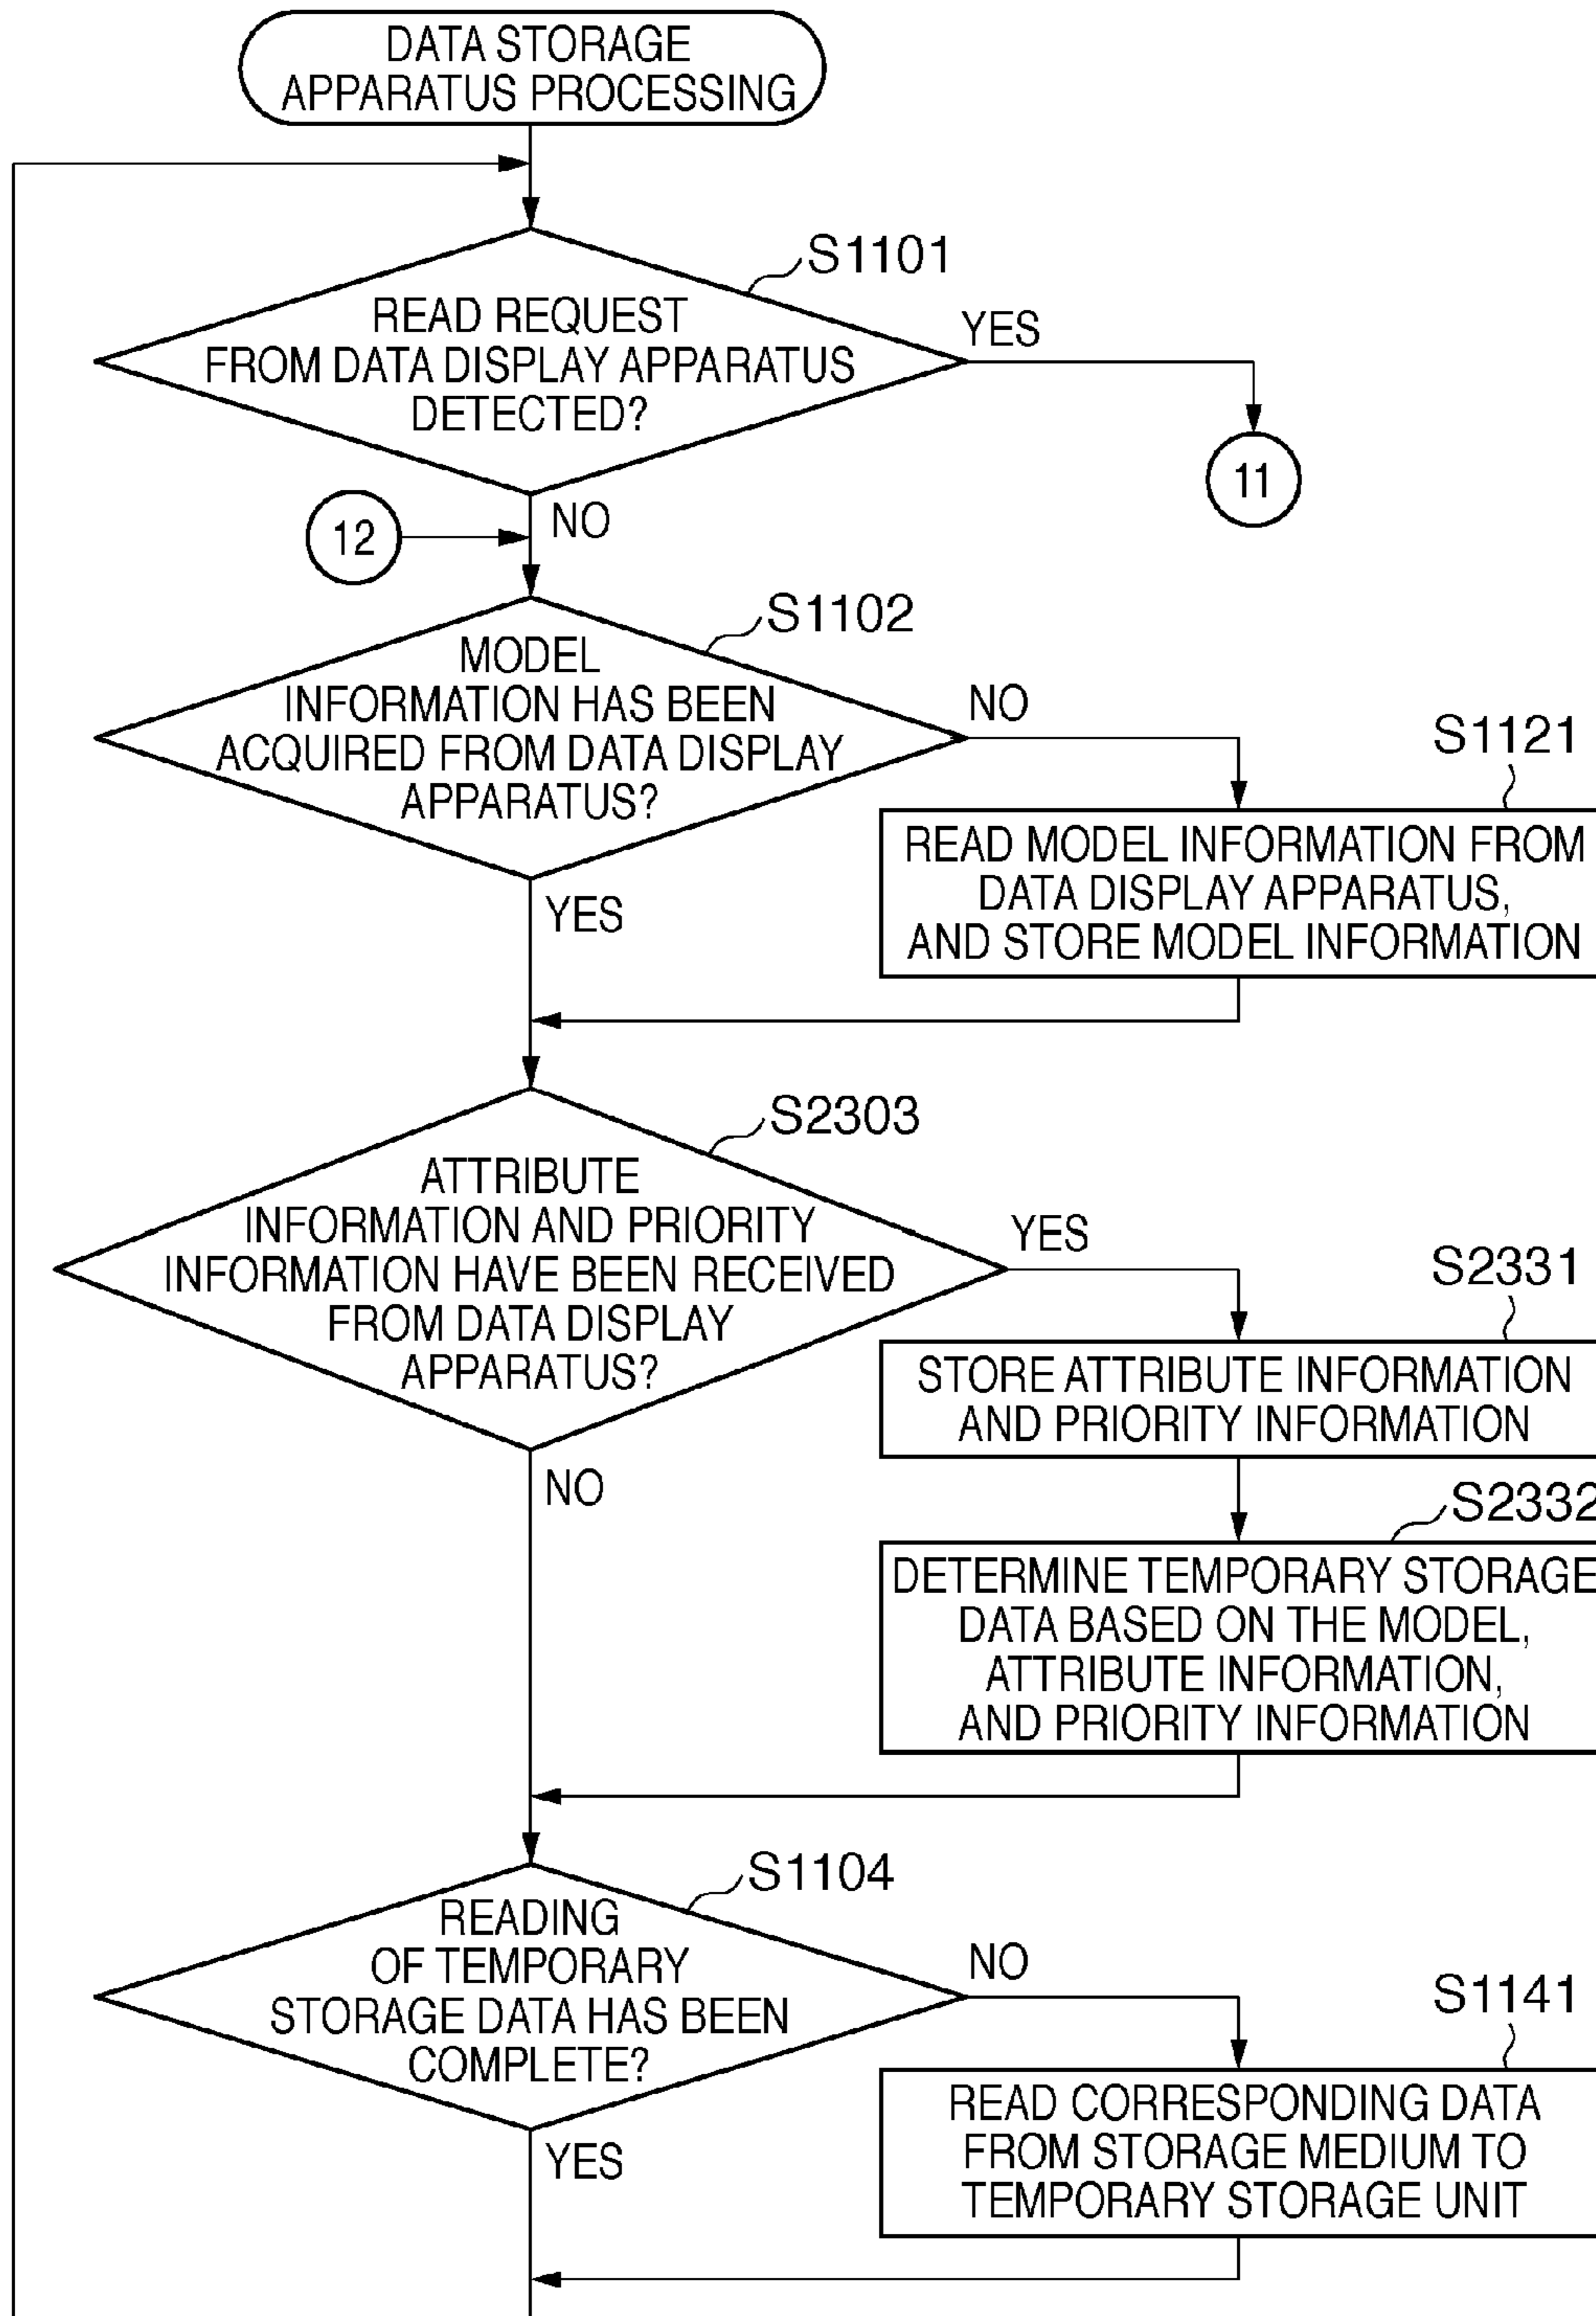 DATA STORAGE
APPARATUS PROCESSING
S1101
READ REQUEST
FROM DATA DISPLAY APPARATUS
DETECTED?
YES
11
NO
12
S1102
MODEL
INFORMATION HAS BEEN
ACQUIRED FROM DATA DISPLAY
APPARATUS?
NO
S1121
READ MODEL INFORMATION FROM
DATA DISPLAY APPARATUS,
AND STORE MODEL INFORMATION
YES
S2303
ATTRIBUTE
INFORMATION AND PRIORITY
INFORMATION HAVE BEEN RECEIVED
FROM DATA DISPLAY
APPARATUS?
YES
S2331
STORE ATTRIBUTE INFORMATION
AND PRIORITY INFORMATION
NO
S2332
DETERMINE TEMPORARY STORAGE
DATA BASED ON THE MODEL,
ATTRIBUTE INFORMATION,
AND PRIORITY INFORMATION
S1104
READING
OF TEMPORARY
STORAGE DATA HAS BEEN
COMPLETE?
NO
S1141
READ CORRESPONDING DATA
FROM STORAGE MEDIUM TO
TEMPORARY STORAGE UNIT
YES